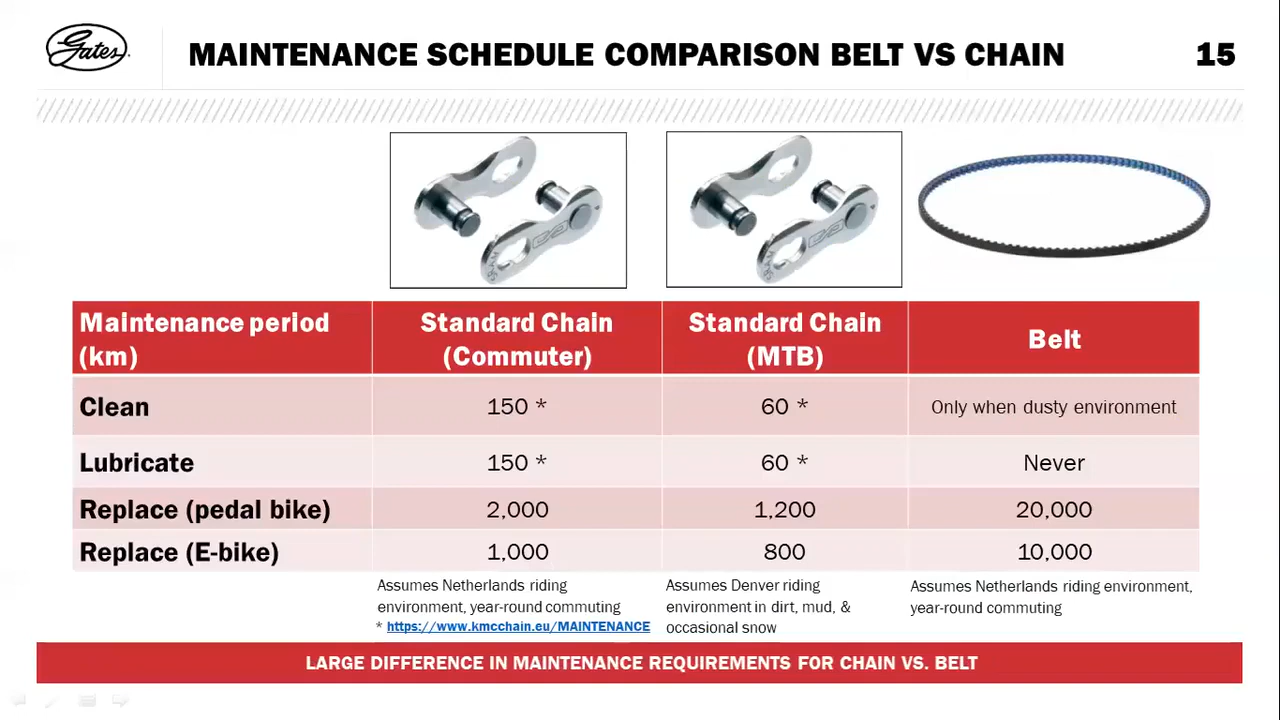 Gates
MAINTENANCE SCHEDULE COMPARISON BELT VS CHAIN
15
Maintenance period
(km)
Standard Chain
(Commuter)
Standard Chain
(MTB)
Belt
Clean
150 *
60 *
Only when dusty environment
Lubricate
150 *
60 *
Never
Replace (pedal bike)
2,000
1,200
20,000
Replace (E-bike)
1,000
800
10,000
Assumes Netherlands riding
environment, year-round commuting
* https://www.kmcchain.eu/MAINTENANCE
Assumes Denver riding
environment in dirt, mud, &
occasional snow
Assumes Netherlands riding environment,
year-round commuting
LARGE DIFFERENCE IN MAINTENANCE REQUIREMENTS FOR CHAIN VS. BELT